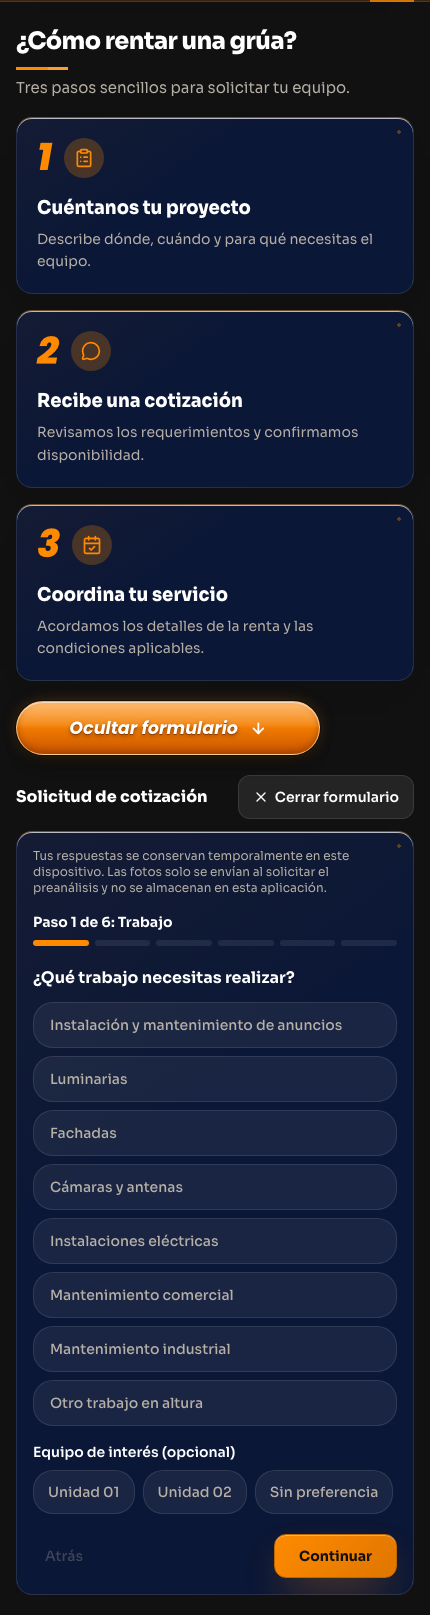 ¿Cómo rentar una grúa?
Tres pasos sencillos para solicitar tu equipo.
1
Cuéntanos tu proyecto
Describe dónde, cuándo y para qué necesitas el
equipo.
2
Recibe una cotización
Revisamos los requerimientos y confirmamos
disponibilidad.
3
Coordina tu servicio
Acordamos los detalles de la renta y las
condiciones aplicables.
Ocultar formulario ↓
Solicitud de cotización
× Cerrar formulario
Tus respuestas se conservan temporalmente en este
dispositivo. Las fotos solo se envían al solicitar el
preanálisis y no se almacenan en esta aplicación.
Paso 1 de 6: Trabajo
¿Qué trabajo necesitas realizar?
Instalación y mantenimiento de anuncios
Luminarias
Fachadas
Cámaras y antenas
Instalaciones eléctricas
Mantenimiento comercial
Mantenimiento industrial
Otro trabajo en altura
Equipo de interés (opcional)
Unidad 01 Unidad 02 Sin preferencia
Atrás Continuar